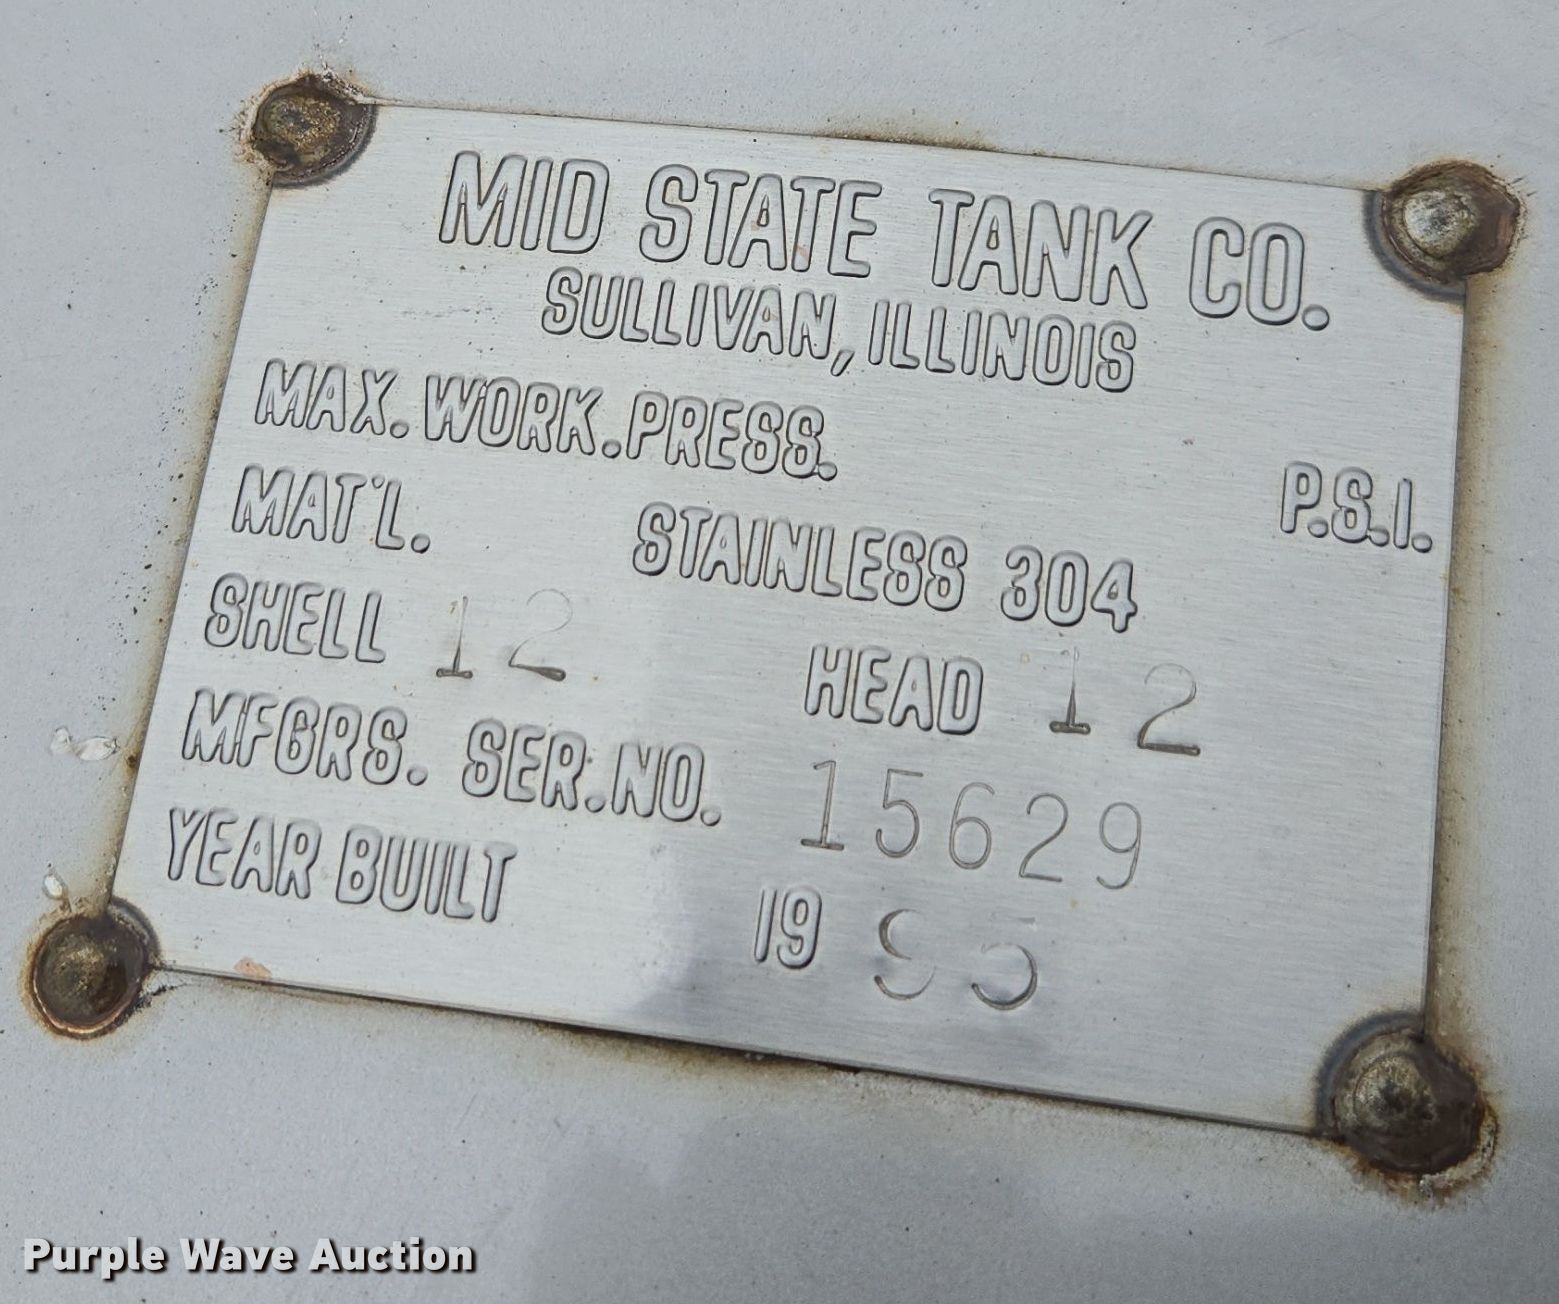 MID STATE TANK CO.
SULLIVAN, ILLINOIS
MAX. WORK. PRESS. P.S.I.
MAT'L. STAINLESS 304
SHELL 12 HEAD 12
MFGRS. SER. NO. 15629
YEAR BUILT 1995
Purple Wave Auction